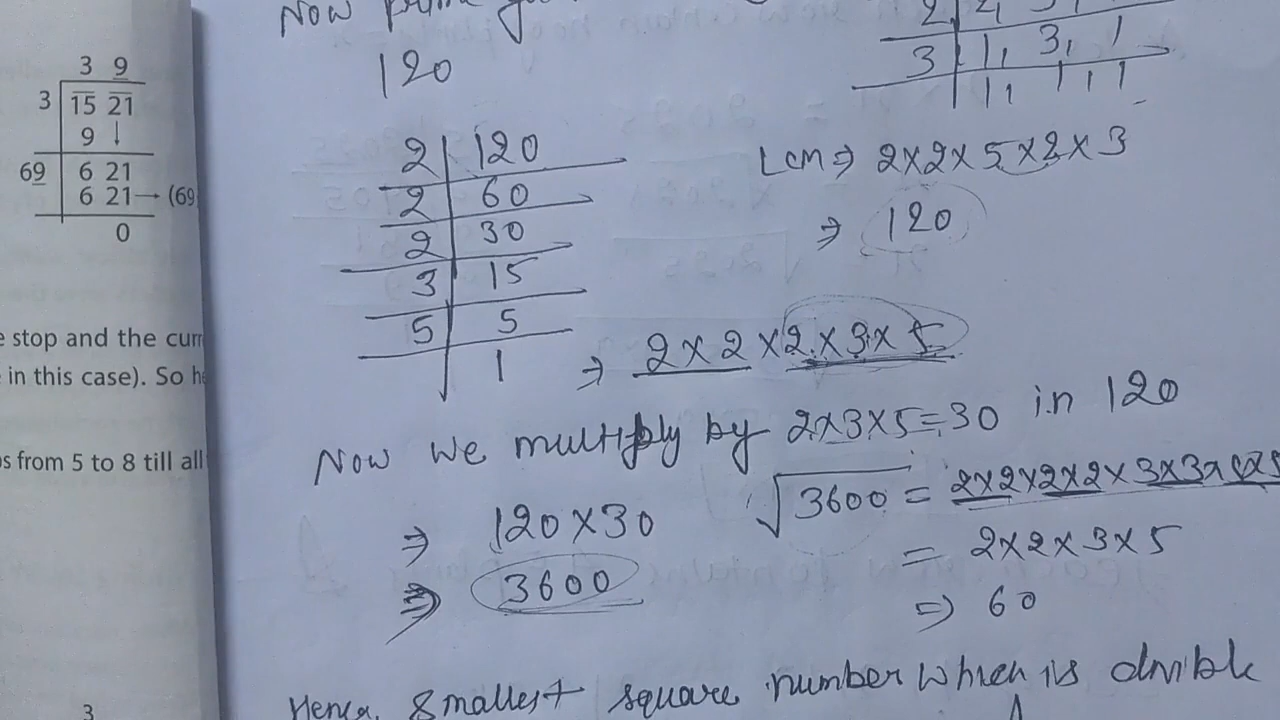 3 9
3 15 21
9 ↓
69 6 21
6 21 → (69
0
e stop and the curr
in this case). So h
s from 5 to 8 till all
3
Now prime
120
2 | 120
2 | 60
2 | 30
3 | 15
5 | 5
1
⇒ 2×2×2×3×5
3 | 1, 3, 1
1, 1, 1
LCM ⇒ 2×2×5×2×3
⇒ 120
Now we multiply by 2×3×5=30 in 120
⇒ 120×30
⇒ 3600
√3600 = 2×2×2×2×3×3×5×5
= 2×2×3×5
⇒ 60
Hence, smallest square number which is divible